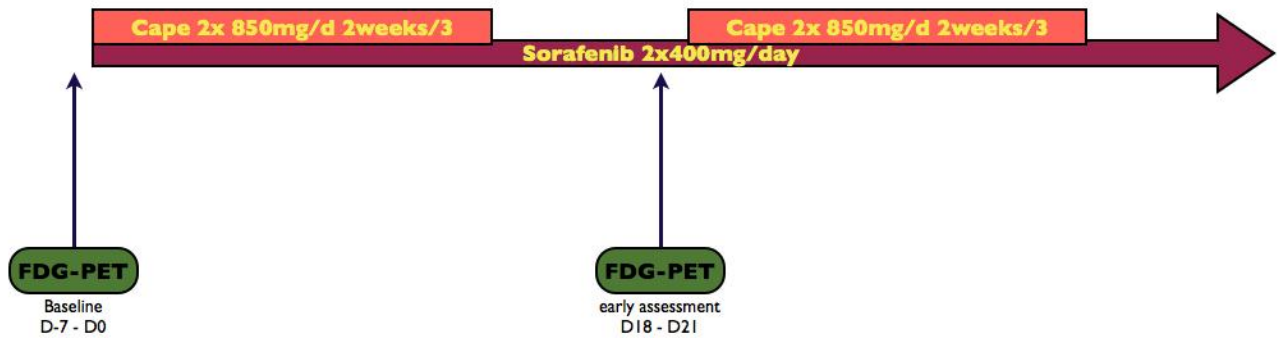 Cape 2x 850mg/d 2weeks/3
Cape 2x 850mg/d 2weeks/3
Sorafenib 2x400mg/day
FDG-PET
Baseline
D-7 - D0
FDG-PET
early assessment
D18 - D21